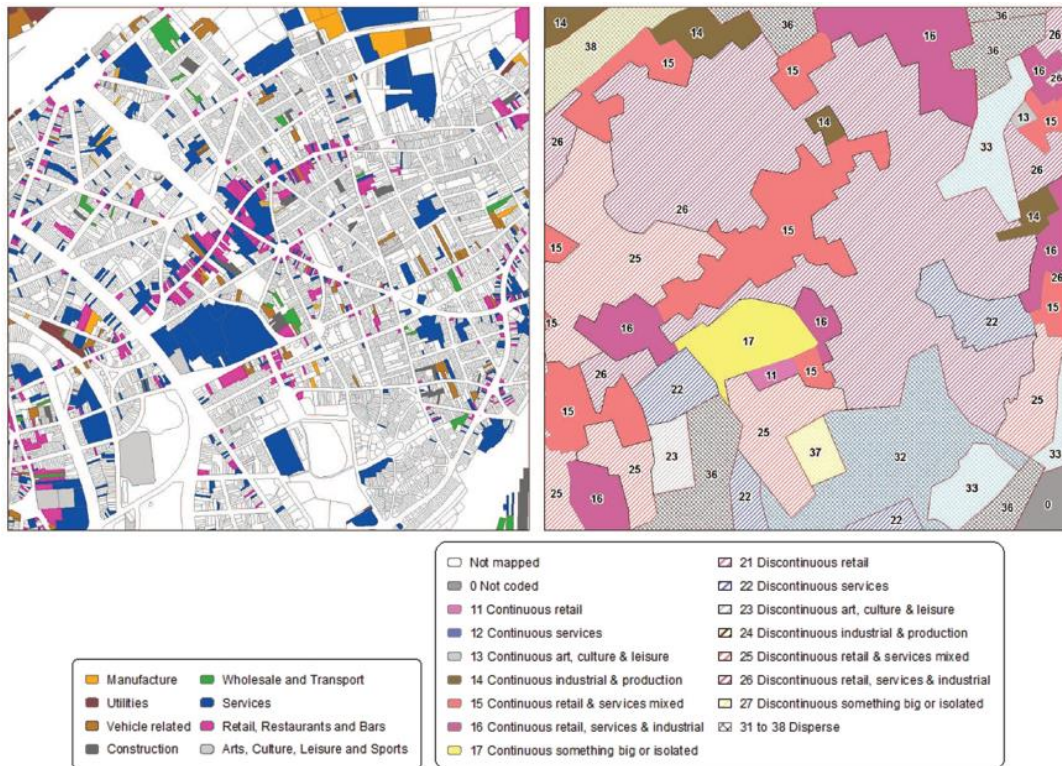 14
38
14
15
36
15
16
36
36
26
16
26
14
13
15
26
33
26
26
14
15
16
25
15
26
15
22
16
16
17
15
26
22
11
15
15
25
25
23
36
37
32
33
25
16
25
22
33
36
22
0
Manufacture
Utilities
Vehicle related
Construction
Wholesale and Transport
Services
Retail, Restaurants and Bars
Arts, Culture, Leisure and Sports
Not mapped
0 Not coded
11 Continuous retail
12 Continuous services
13 Continuous art, culture & leisure
14 Continuous industrial & production
15 Continuous retail & services mixed
16 Continuous retail, services & industrial
17 Continuous something big or isolated
21 Discontinuous retail
22 Discontinuous services
23 Discontinuous art, culture & leisure
24 Discontinuous industrial & production
25 Discontinuous retail & services mixed
26 Discontinuous retail, services & industrial
27 Discontinuous something big or isolated
31 to 38 Disperse